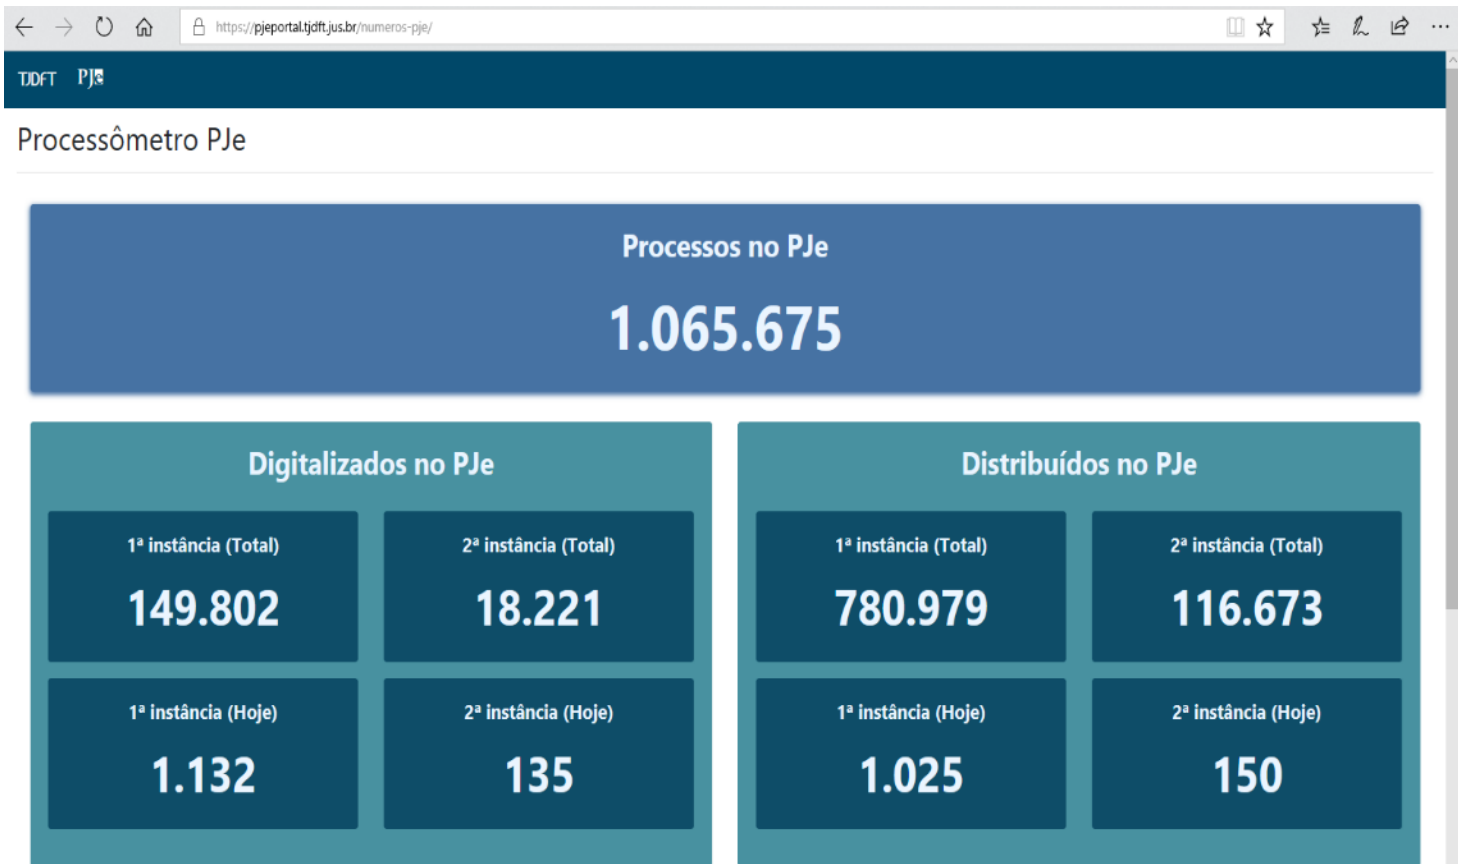 https://pjeportal.tjdft.jus.br/numeros-pje/
TJDFT PJe
Processômetro PJe
Processos no PJe
1.065.675
Digitalizados no PJe
1ª instância (Total)
149.802
2ª instância (Total)
18.221
1ª instância (Hoje)
1.132
2ª instância (Hoje)
135
Distribuídos no PJe
1ª instância (Total)
780.979
2ª instância (Total)
116.673
1ª instância (Hoje)
1.025
2ª instância (Hoje)
150